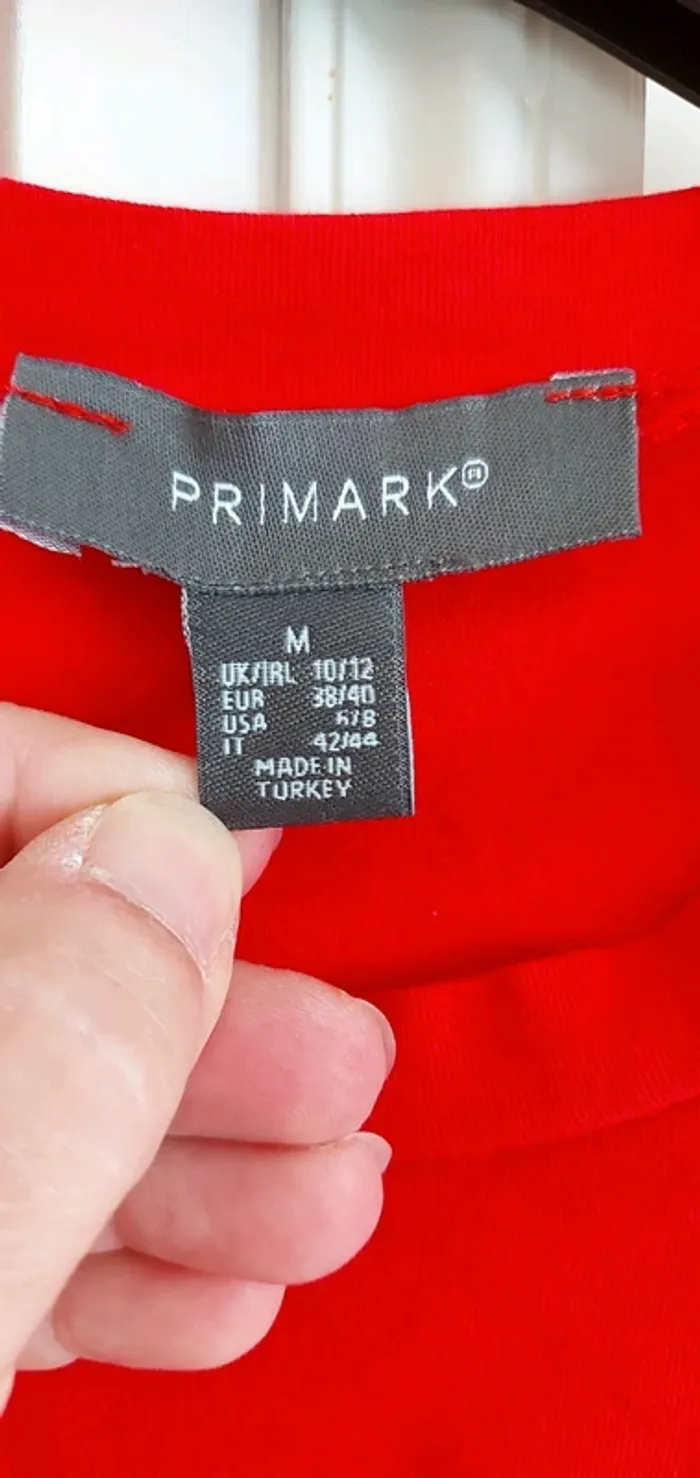 PRIMARK®
M
UK/IRL 10/12
EUR 38/40
USA 6/8
IT 42/44
MADE IN
TURKEY